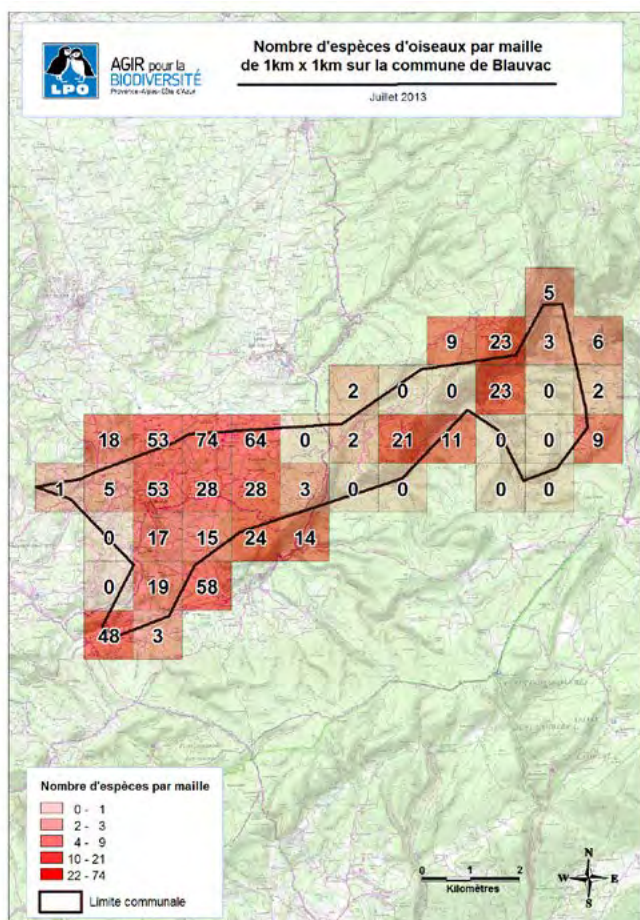 LPO
AGIR pour la
BIODIVERSITÉ
Provence-Alpes-Côte d'Azur
Nombre d'espèces d'oiseaux par maille
de 1km x 1km sur la commune de Blauvac
Juillet 2013
5
9 23 3 6
2 0 0 23 0 2
18 53 74 64 0 2 21 11 0 0 9
1 5 53 28 28 3 0 0 0 0
0 17 15 24 14
0 19 58
48 3
Nombre d'espèces par maille
0 - 1
2 - 3
4 - 9
10 - 21
22 - 74
Limite communale
0 1 2
Kilomètres
N
W E
S